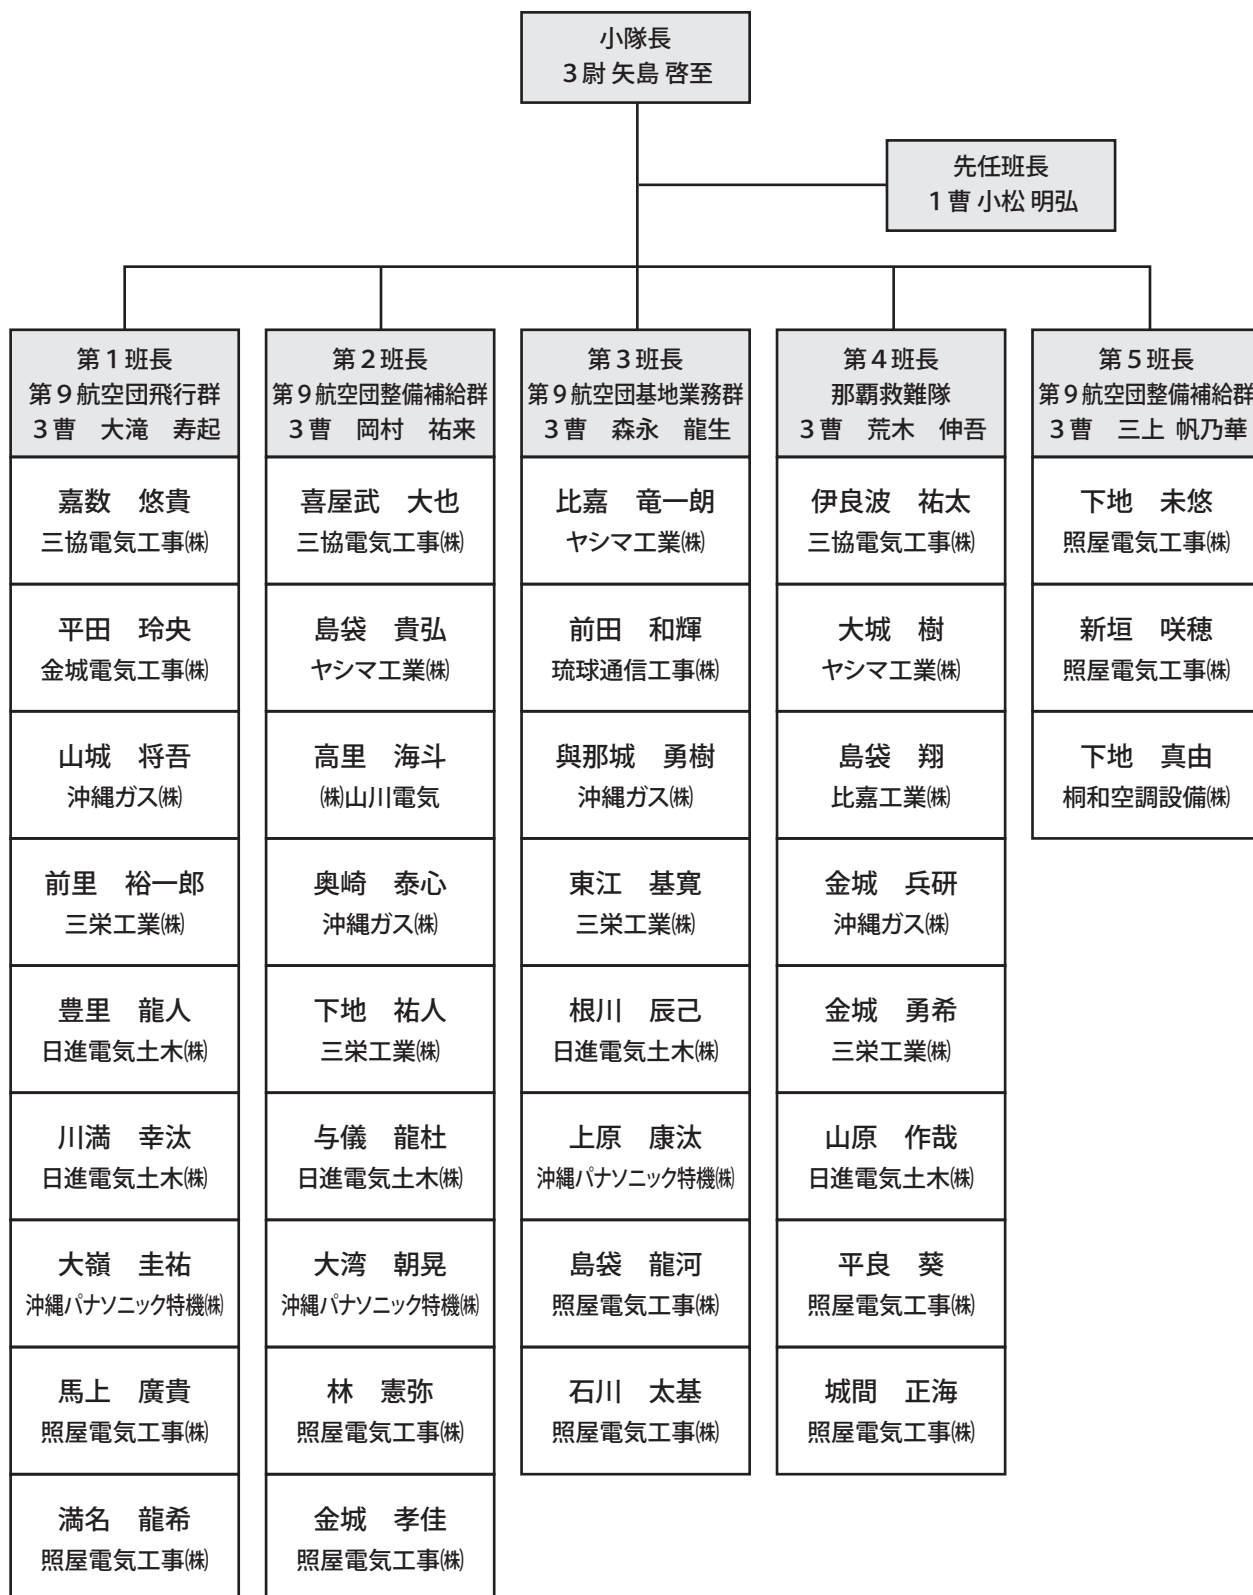 小隊長
3尉 矢島 啓至
先任班長
1曹 小松 明弘
第1班長
第9航空団飛行群
3曹　大滝　寿起
嘉数　悠貴
三協電気工事㈱
平田　玲央
金城電気工事㈱
山城　将吾
沖縄ガス㈱
前里　裕一郎
三栄工業㈱
豊里　龍人
日進電気土木㈱
川満　幸汰
日進電気土木㈱
大嶺　圭祐
沖縄パナソニック特機㈱
馬上　廣貴
照屋電気工事㈱
満名　龍希
照屋電気工事㈱
第2班長
第9航空団整備補給群
3曹　岡村　祐来
喜屋武　大也
三協電気工事㈱
島袋　貴弘
ヤシマ工業㈱
高里　海斗
㈱山川電気
奥崎　泰心
沖縄ガス㈱
下地　祐人
三栄工業㈱
与儀　龍杜
日進電気土木㈱
大湾　朝晃
沖縄パナソニック特機㈱
林　憲弥
照屋電気工事㈱
金城　孝佳
照屋電気工事㈱
第3班長
第9航空団基地業務群
3曹　森永　龍生
比嘉　竜一朗
ヤシマ工業㈱
前田　和輝
琉球通信工事㈱
與那城　勇樹
沖縄ガス㈱
東江　基寛
三栄工業㈱
根川　辰己
日進電気土木㈱
上原　康汰
沖縄パナソニック特機㈱
島袋　龍河
照屋電気工事㈱
石川　太基
照屋電気工事㈱
第4班長
那覇救難隊
3曹　荒木　伸吾
伊良波　祐太
三協電気工事㈱
大城　樹
ヤシマ工業㈱
島袋　翔
比嘉工業㈱
金城　兵研
沖縄ガス㈱
金城　勇希
三栄工業㈱
山原　作哉
日進電気土木㈱
平良　葵
照屋電気工事㈱
城間　正海
照屋電気工事㈱
第5班長
第9航空団整備補給群
3曹　三上 帆乃華
下地　未悠
照屋電気工事㈱
新垣　咲穂
照屋電気工事㈱
下地　真由
桐和空調設備㈱